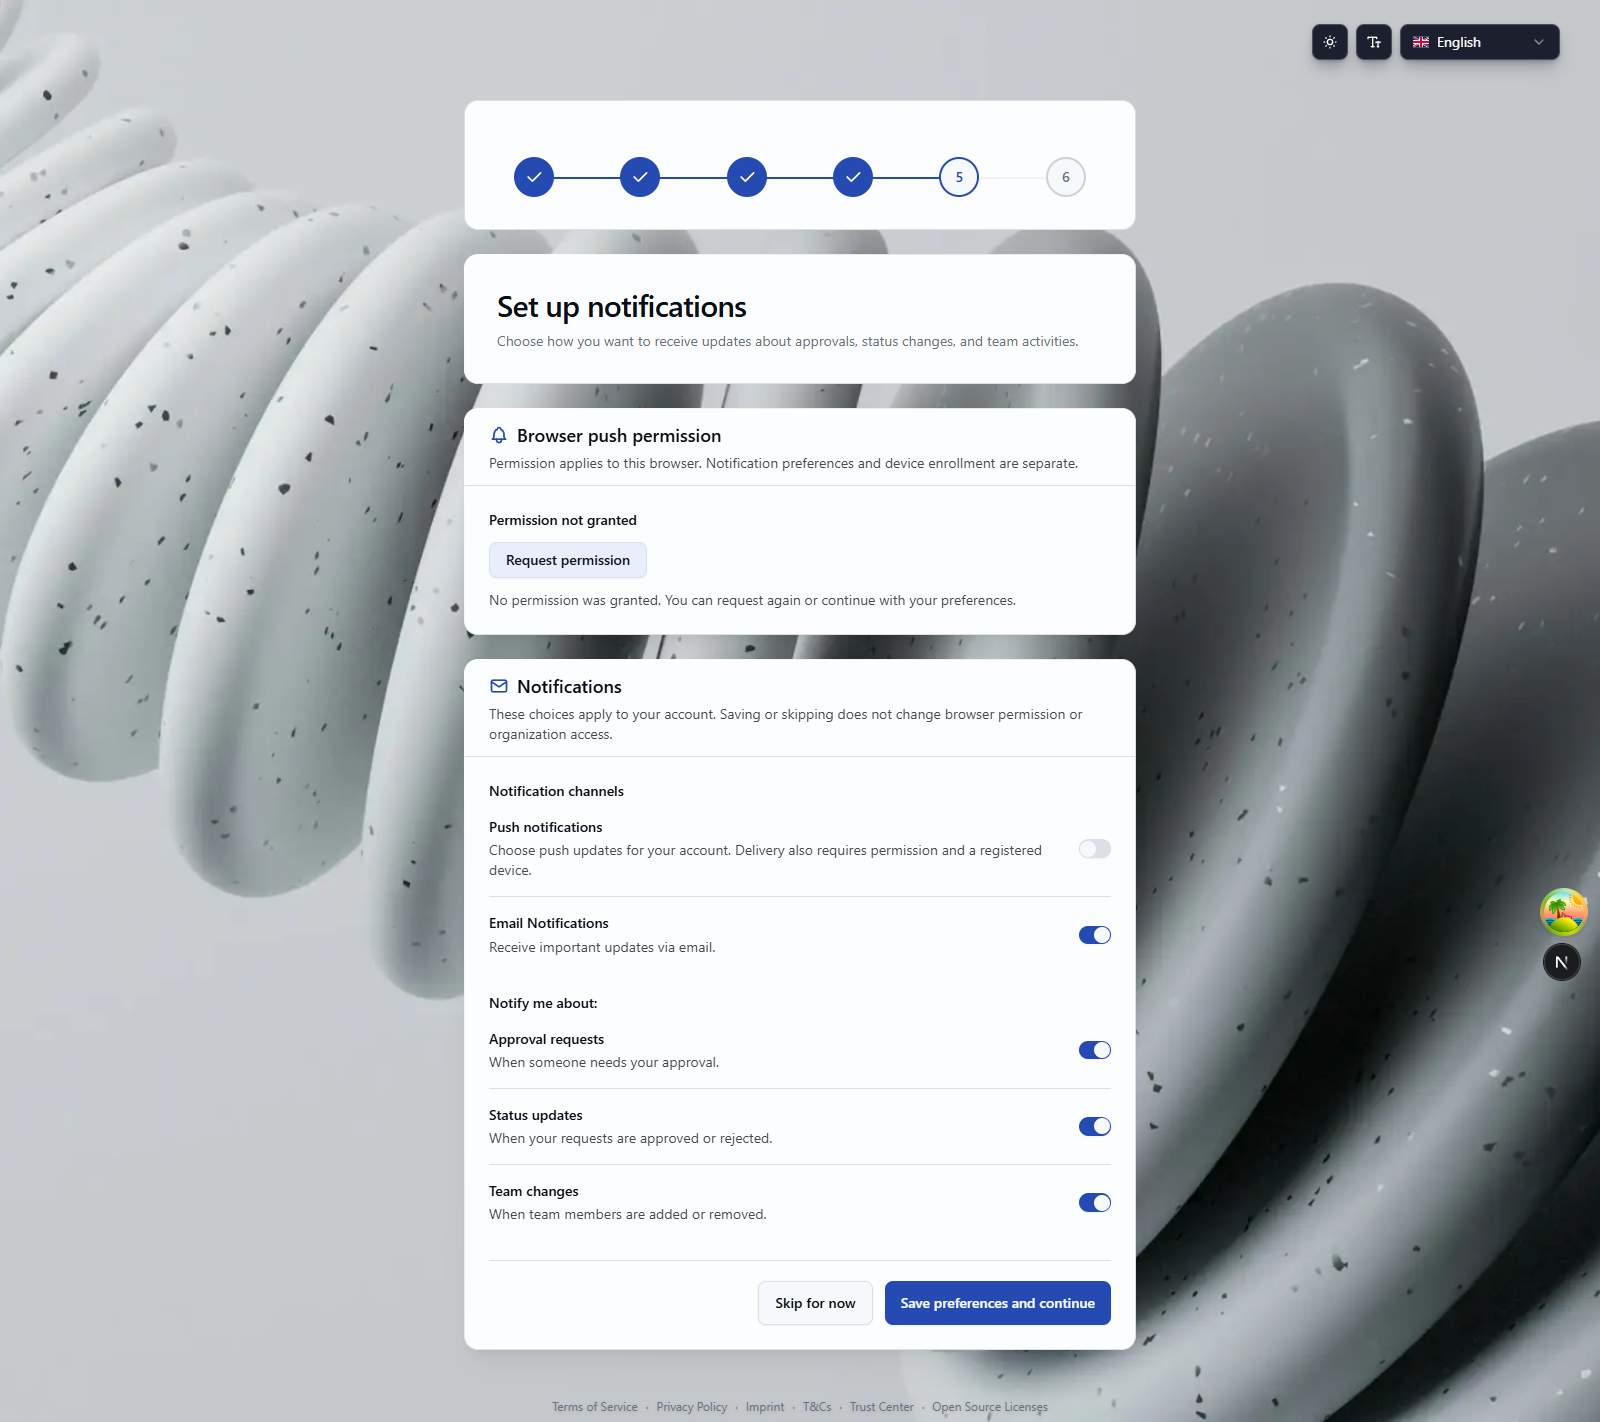 English
5
6
Set up notifications
Choose how you want to receive updates about approvals, status changes, and team activities.
Browser push permission
Permission applies to this browser. Notification preferences and device enrollment are separate.
Permission not granted
Request permission
No permission was granted. You can request again or continue with your preferences.
Notifications
These choices apply to your account. Saving or skipping does not change browser permission or
organization access.
Notification channels
Push notifications
Choose push updates for your account. Delivery also requires permission and a registered
device.
Email Notifications
Receive important updates via email.
Notify me about:
Approval requests
When someone needs your approval.
Status updates
When your requests are approved or rejected.
Team changes
When team members are added or removed.
Skip for now
Save preferences and continue
Terms of Service · Privacy Policy · Imprint · T&Cs · Trust Center · Open Source Licenses